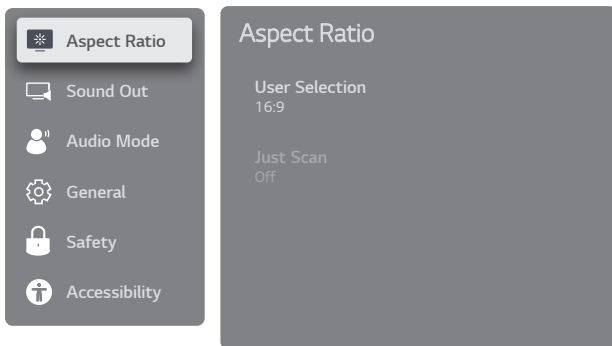 Aspect Ratio
Sound Out
Audio Mode
General
Safety
Accessibility
Aspect Ratio
User Selection
16:9
Just Scan
Off